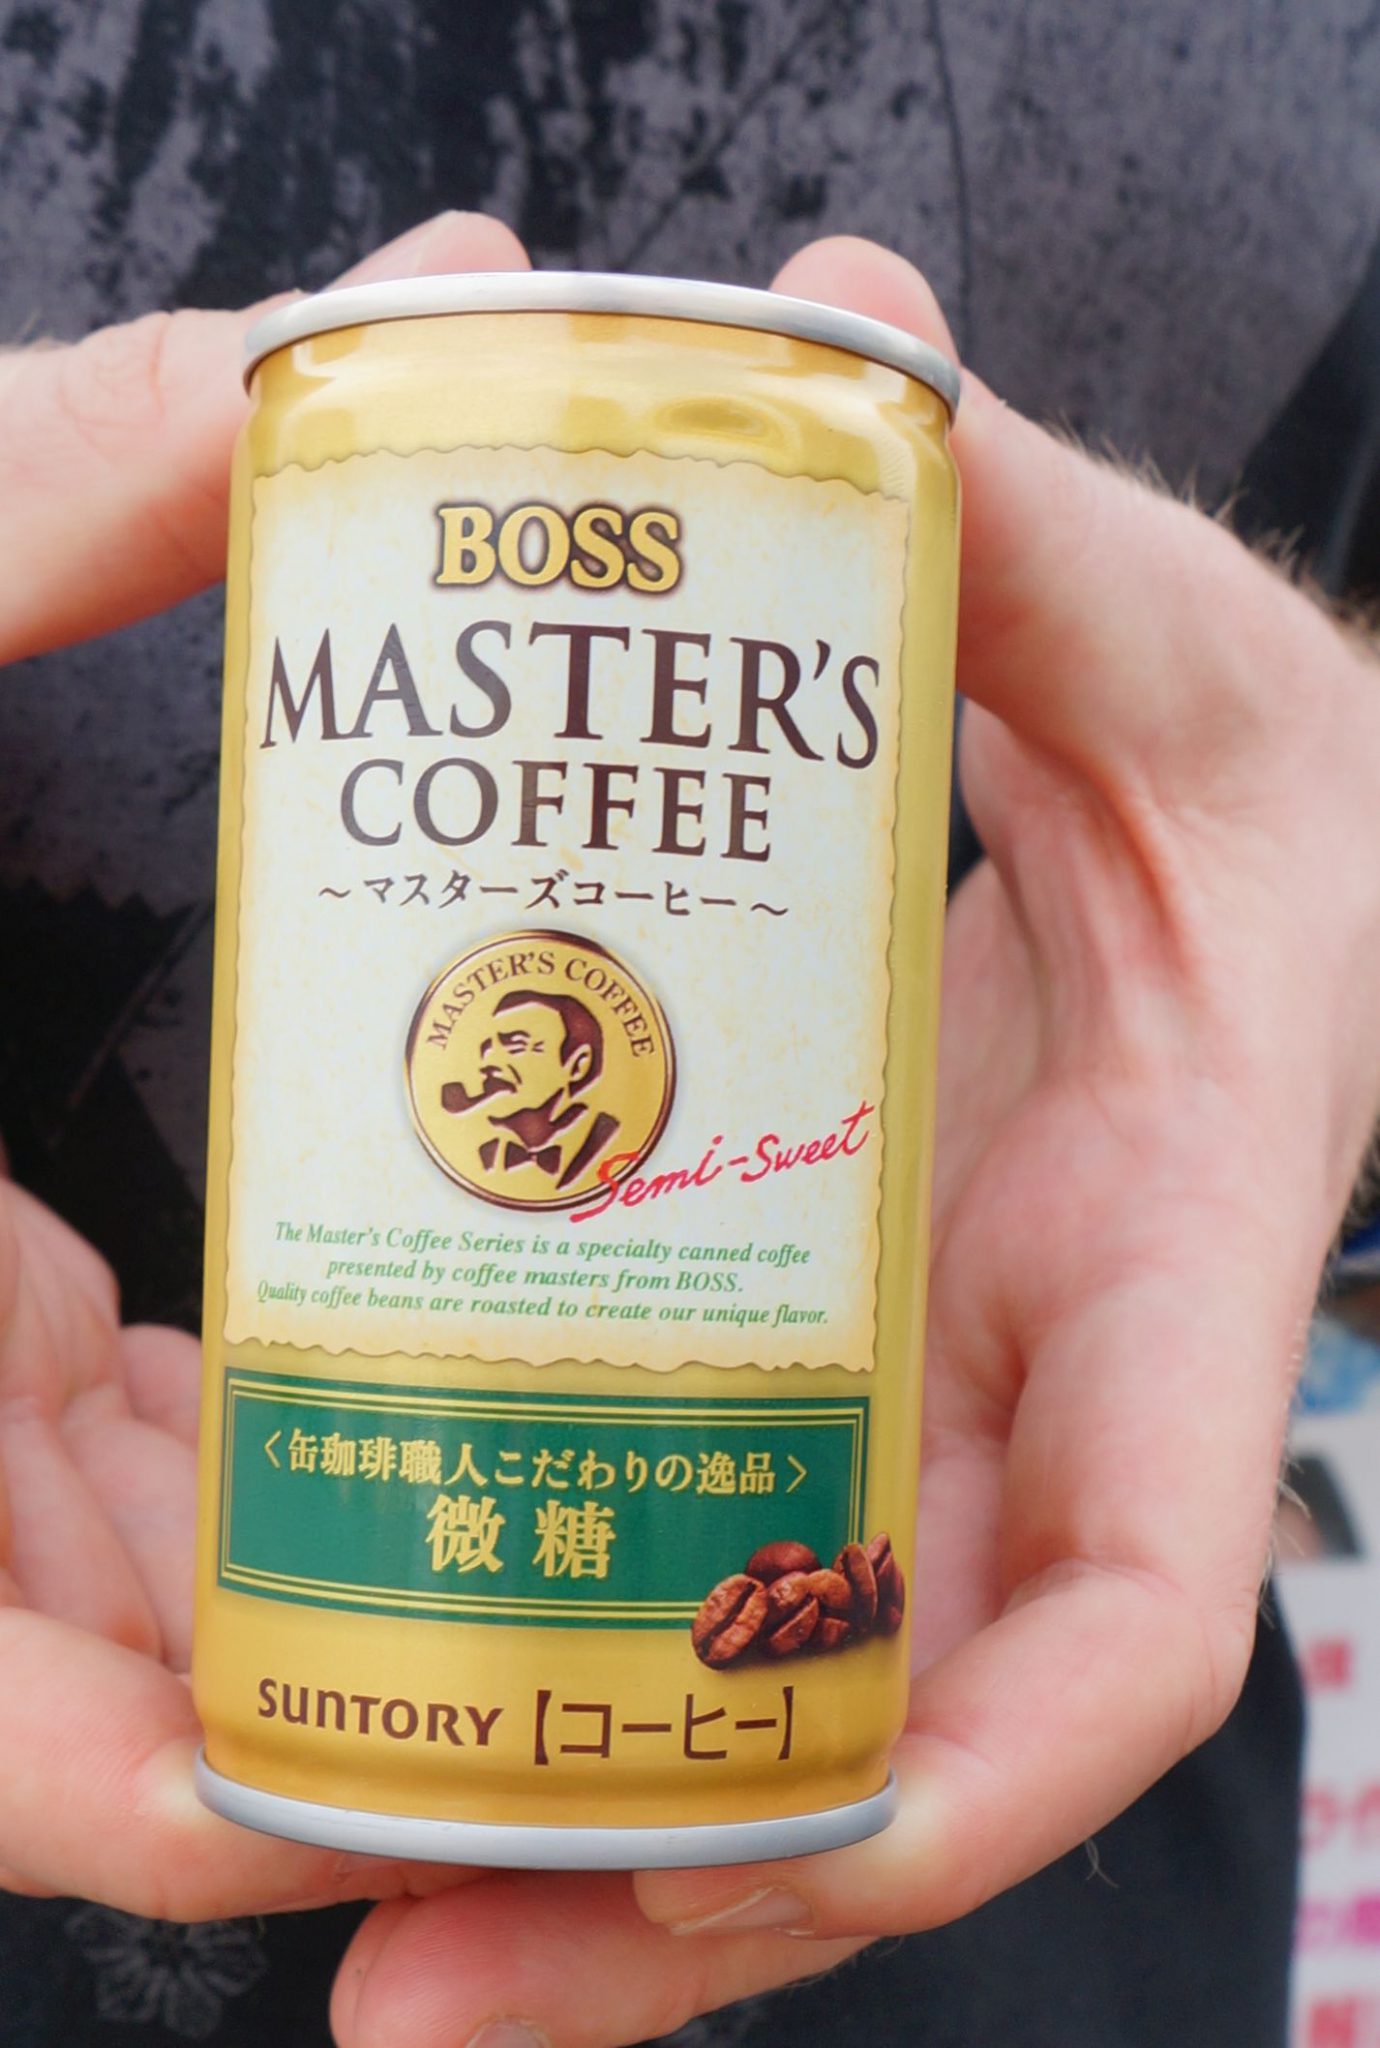 BOSS
MASTER'S
COFFEE
~マスターズコーヒー~
MASTER'S COFFEE
Semi-Sweet
The Master's Coffee Series is a specialty canned coffee
presented by coffee masters from BOSS.
Quality coffee beans are roasted to create our unique flavor.
〈缶珈琲職人こだわりの逸品〉
微糖
SUNTORY【コーヒー】